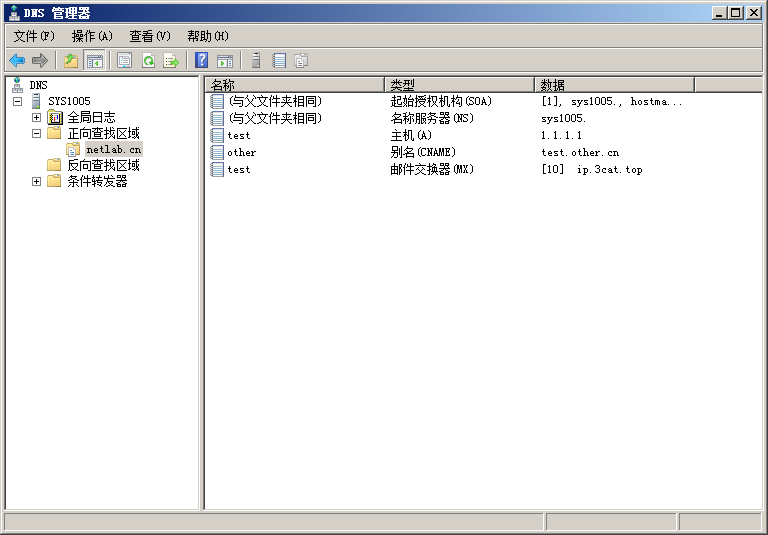 DNS 管理器
文件(F) 操作(A) 查看(V) 帮助(H)
DNS
SYS1005
全局日志
正向查找区域
netlab.cn
反向查找区域
条件转发器
名称 类型 数据
(与父文件夹相同) 起始授权机构(SOA) [1], sys1005., hostma...
(与父文件夹相同) 名称服务器(NS) sys1005.
test 主机(A) 1.1.1.1
other 别名(CNAME) test.other.cn
test 邮件交换器(MX) [10] ip.3cat.top